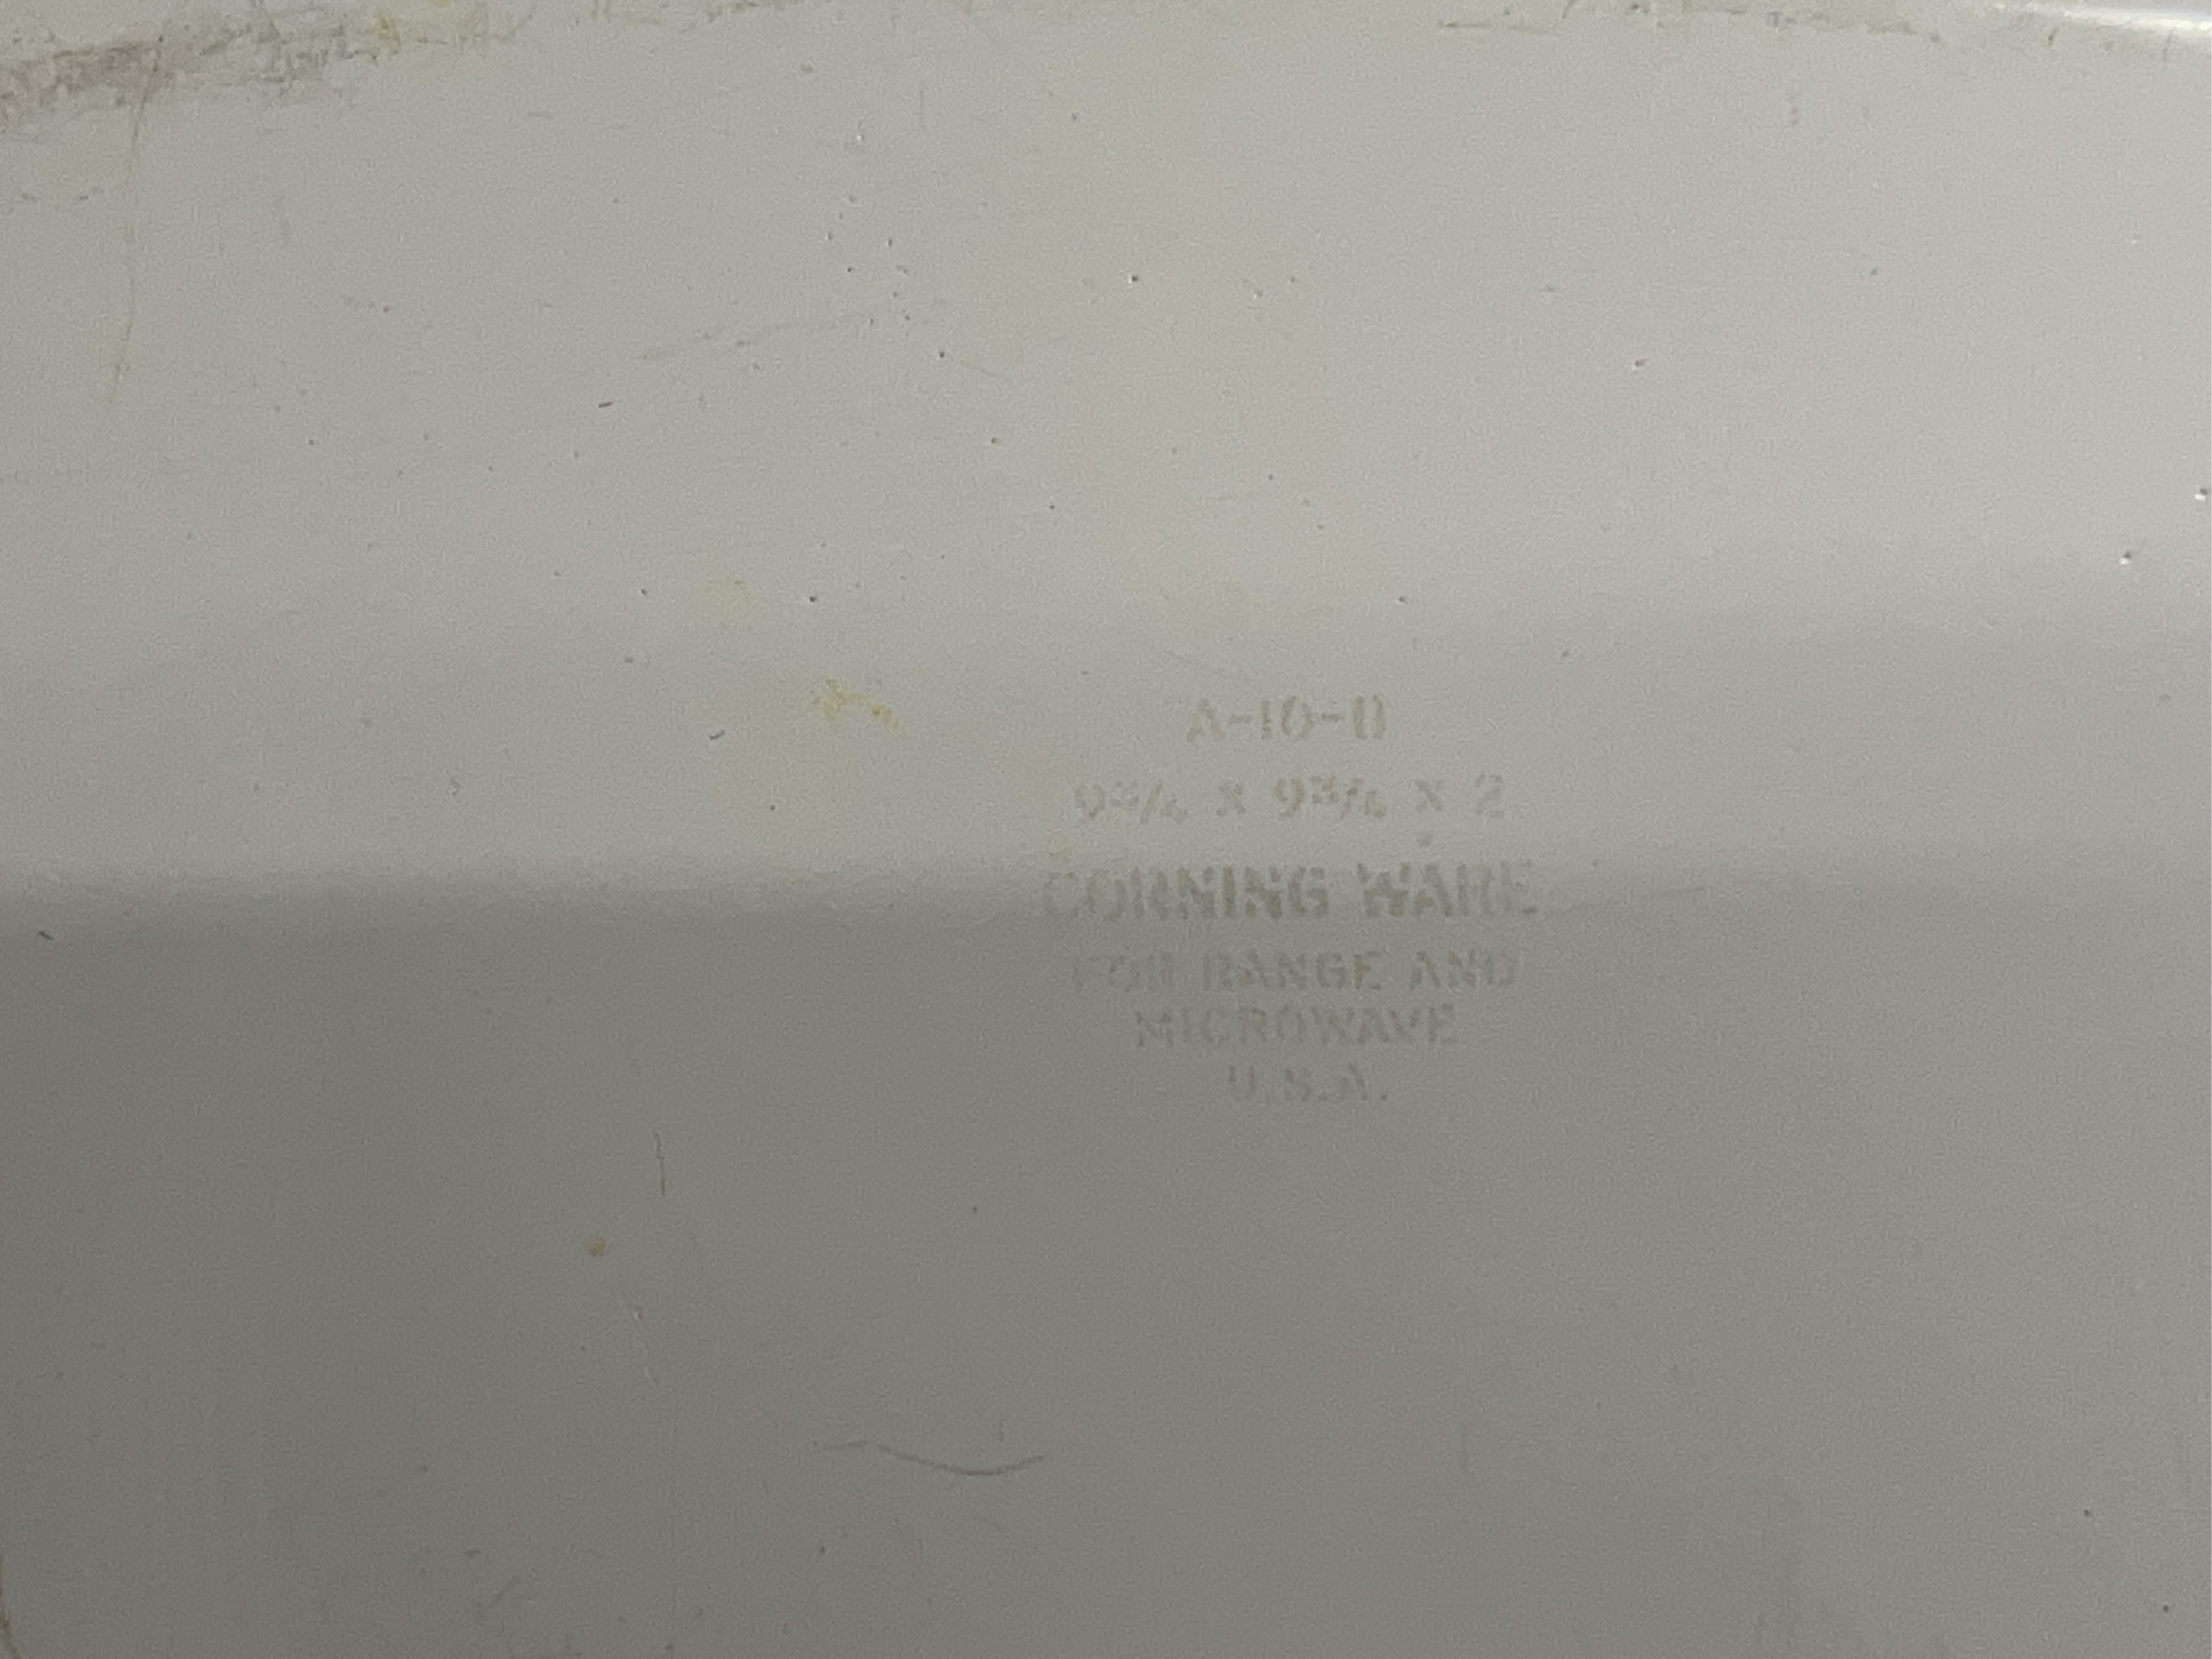 A-10-B
9¾ x 9¾ x 2
CORNING WARE
FOR RANGE AND
MICROWAVE
U.S.A.